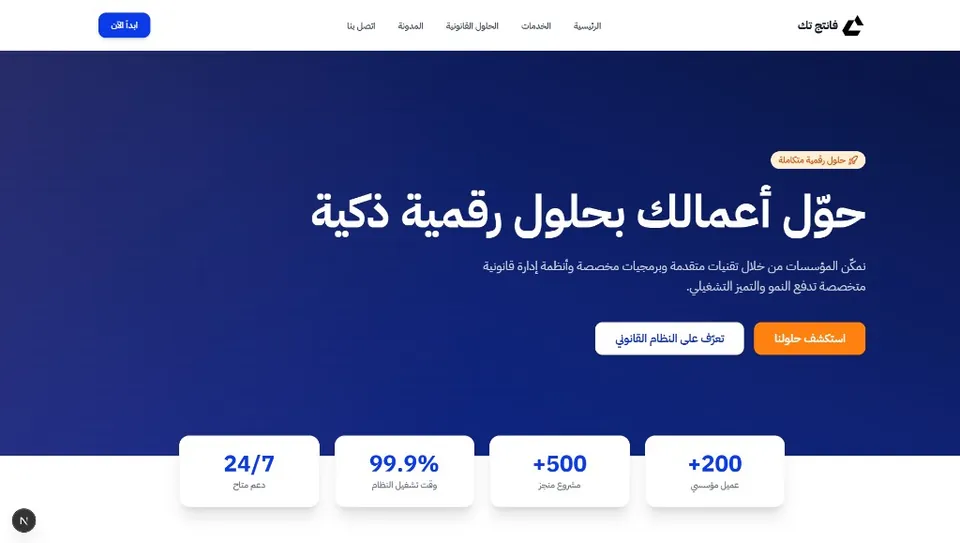 فانتج تك
الرئيسية
الخدمات
الحلول القانونية
المدونة
اتصل بنا
ابدأ الآن
حلول رقمية متكاملة
حوّل أعمالك بحلول رقمية ذكية
نمكّن المؤسسات من خلال تقنيات متقدمة وبرمجيات مخصصة وأنظمة إدارة قانونية
متخصصة تدفع النمو والتميز التشغيلي.
استكشف حلولنا
تعرّف على النظام القانوني
+200
عميل مؤسسي
+500
مشروع منجز
99.9%
وقت تشغيل النظام
24/7
دعم متاح
N